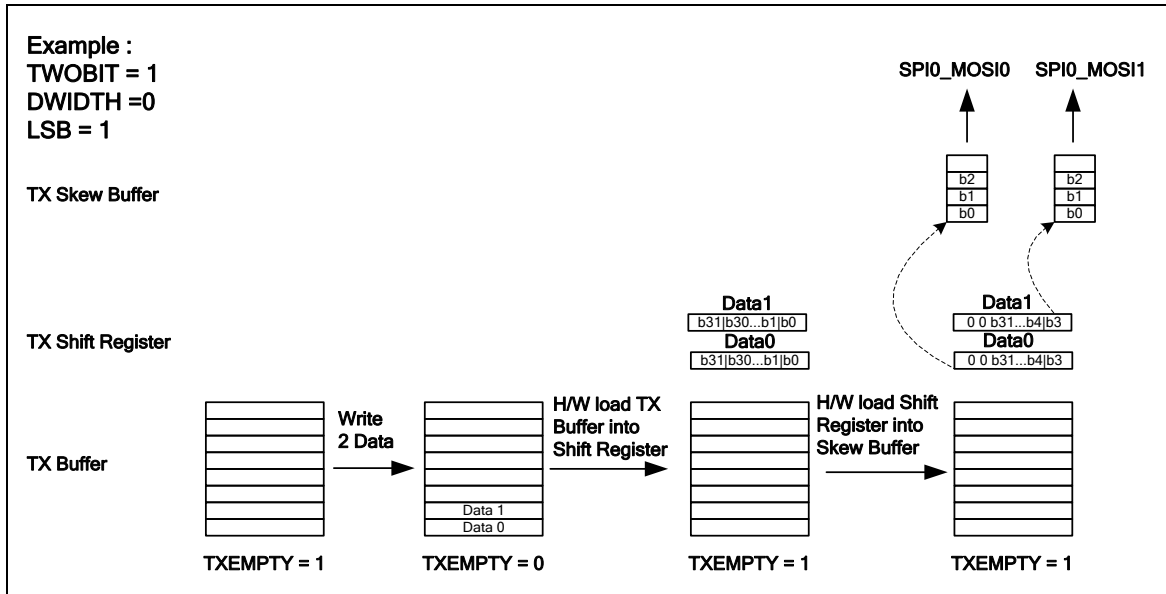 Example :
TWOBIT = 1
DWIDTH =0
LSB = 1
SPI0_MOSI0
SPI0_MOSI1
TX Skew Buffer
b2
b1
b0
b2
b1
b0
TX Shift Register
Data1
b31|b30...b1|b0
Data0
b31|b30...b1|b0
Data1
0 0 b31...b4|b3
Data0
0 0 b31...b4|b3
TX Buffer
Write
2 Data
Data 1
Data 0
H/W load TX
Buffer into
Shift Register
H/W load Shift
Register into
Skew Buffer
TXEMPTY = 1
TXEMPTY = 0
TXEMPTY = 1
TXEMPTY = 1